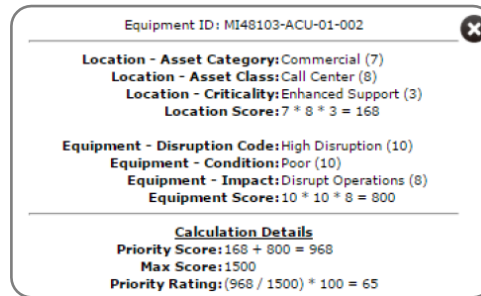 Equipment ID: MI48103-ACU-01-002
Location - Asset Category: Commercial (7)
Location - Asset Class: Call Center (8)
Location - Criticality: Enhanced Support (3)
Location Score: 7 * 8 * 3 = 168
Equipment - Disruption Code: High Disruption (10)
Equipment - Condition: Poor (10)
Equipment - Impact: Disrupt Operations (8)
Equipment Score: 10 * 10 * 8 = 800
Calculation Details
Priority Score: 168 + 800 = 968
Max Score: 1500
Priority Rating: (968 / 1500) * 100 = 65